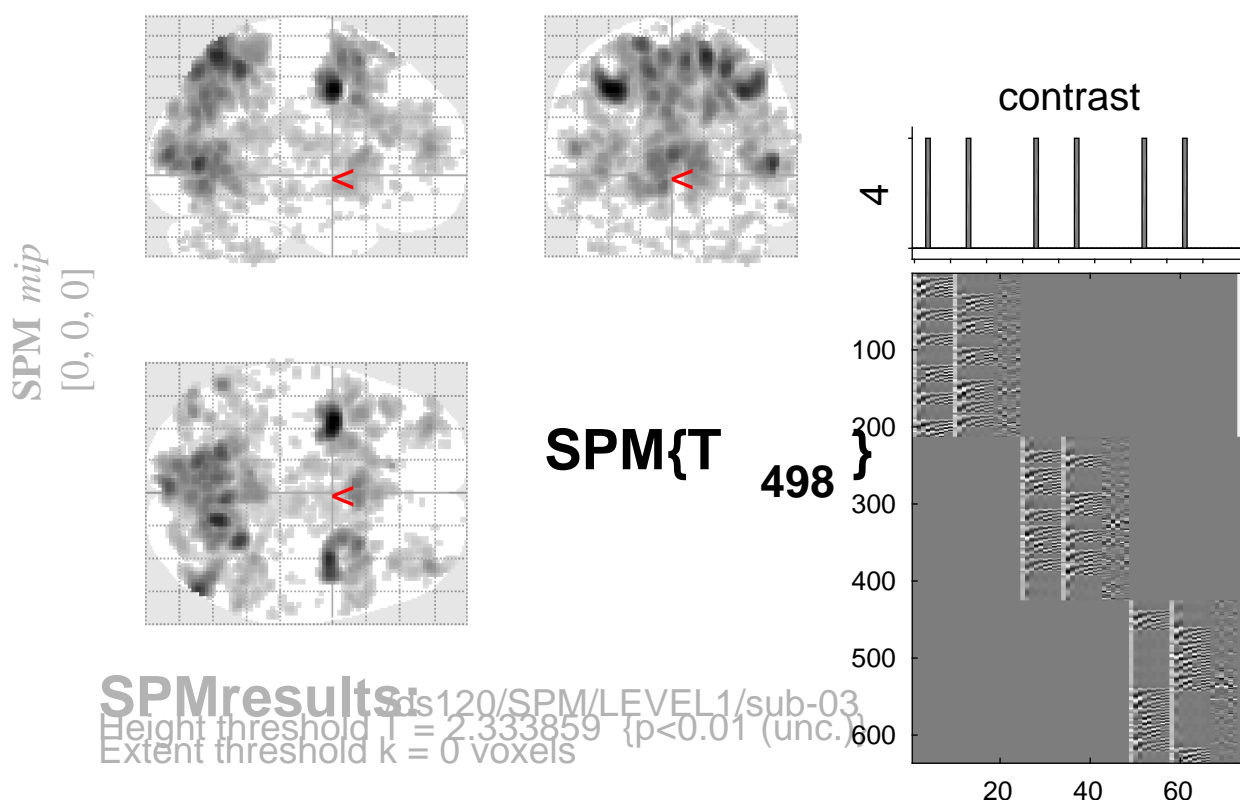 SPM mip
[0, 0, 0]
<
<
<
SPM{T 498 }
contrast
4
100
200
300
400
500
600
20 40 60
SPMresults: /ds120/SPM/LEVEL1/sub-03
Height threshold T = 2.333859 {p<0.01 (unc.)}
Extent threshold k = 0 voxels